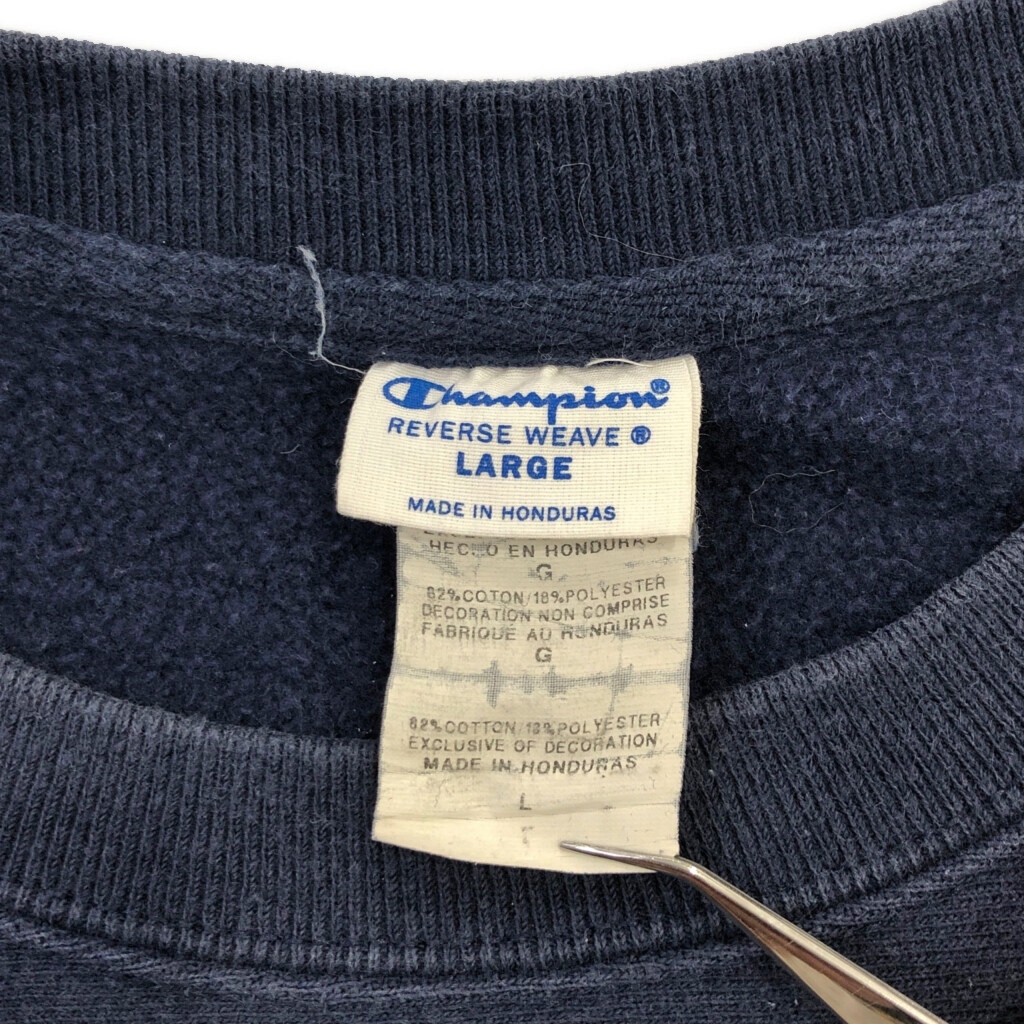 Champion®
REVERSE WEAVE ®
LARGE
MADE IN HONDURAS
HECHO EN HONDURAS
G
82% COTON/18% POLYESTER
DECORATION NON COMPRISE
FABRIQUE AU HONDURAS
G
82% COTTON/18% POLYESTER
EXCLUSIVE OF DECORATION
MADE IN HONDURAS
L